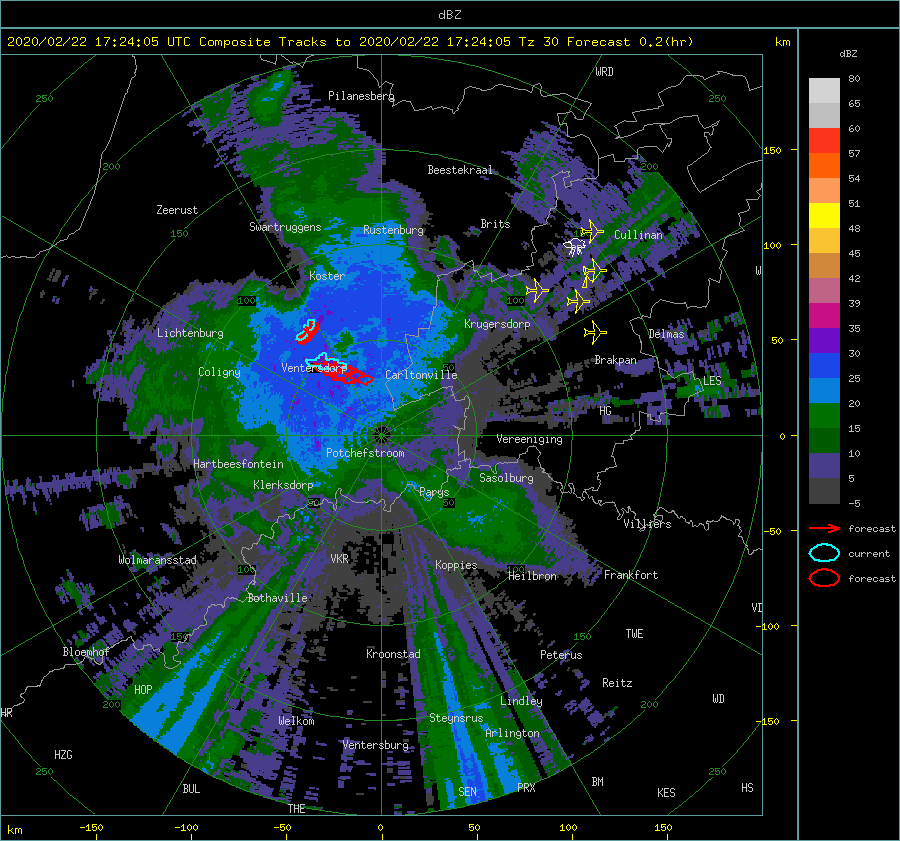 dBZ
2020/02/22 17:24:05 UTC Composite Tracks to 2020/02/22 17:24:05 Tz 30 Forecast 0.2(hr)
km
dBZ
WRD
80
Pilanesberg
250
250
65
60
150
57
200
Beestekraal
200
54
Zeerust
51
Swartruggens
Rustenburg
Brits
150
Cullinan
48
100
45
Koster
W
42
100
100
39
Lichtenburg
Krugersdorp
Delmas
35
50
30
Coligny
Ventersdorp
Carltonville
Brakpan
LES
25
HG
20
0
Vereeniging
15
Potchefstroom
10
Hartbeesfontein
Klerksdorp
Parys
Sasolburg
5
50
50
-5
Villiers
forecast
-50
Wolmaransstad
VKR
Koppies
current
100
100
Heilbron
Frankfort
forecast
Bothaville
VD
-100
150
150
TWE
Bloemhof
Kroonstad
Peterus
HOP
Reitz
WD
200
Lindley
200
HR
Welkom
Steynsrus
-150
Arlington
HZG
Ventersburg
250
250
BUL
SEN
PRX
BM
KES
HS
THE
km
-150
-100
-50
0
50
100
150